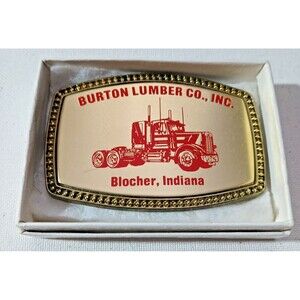 BURTON LUMBER CO., INC.
Blocher, Indiana